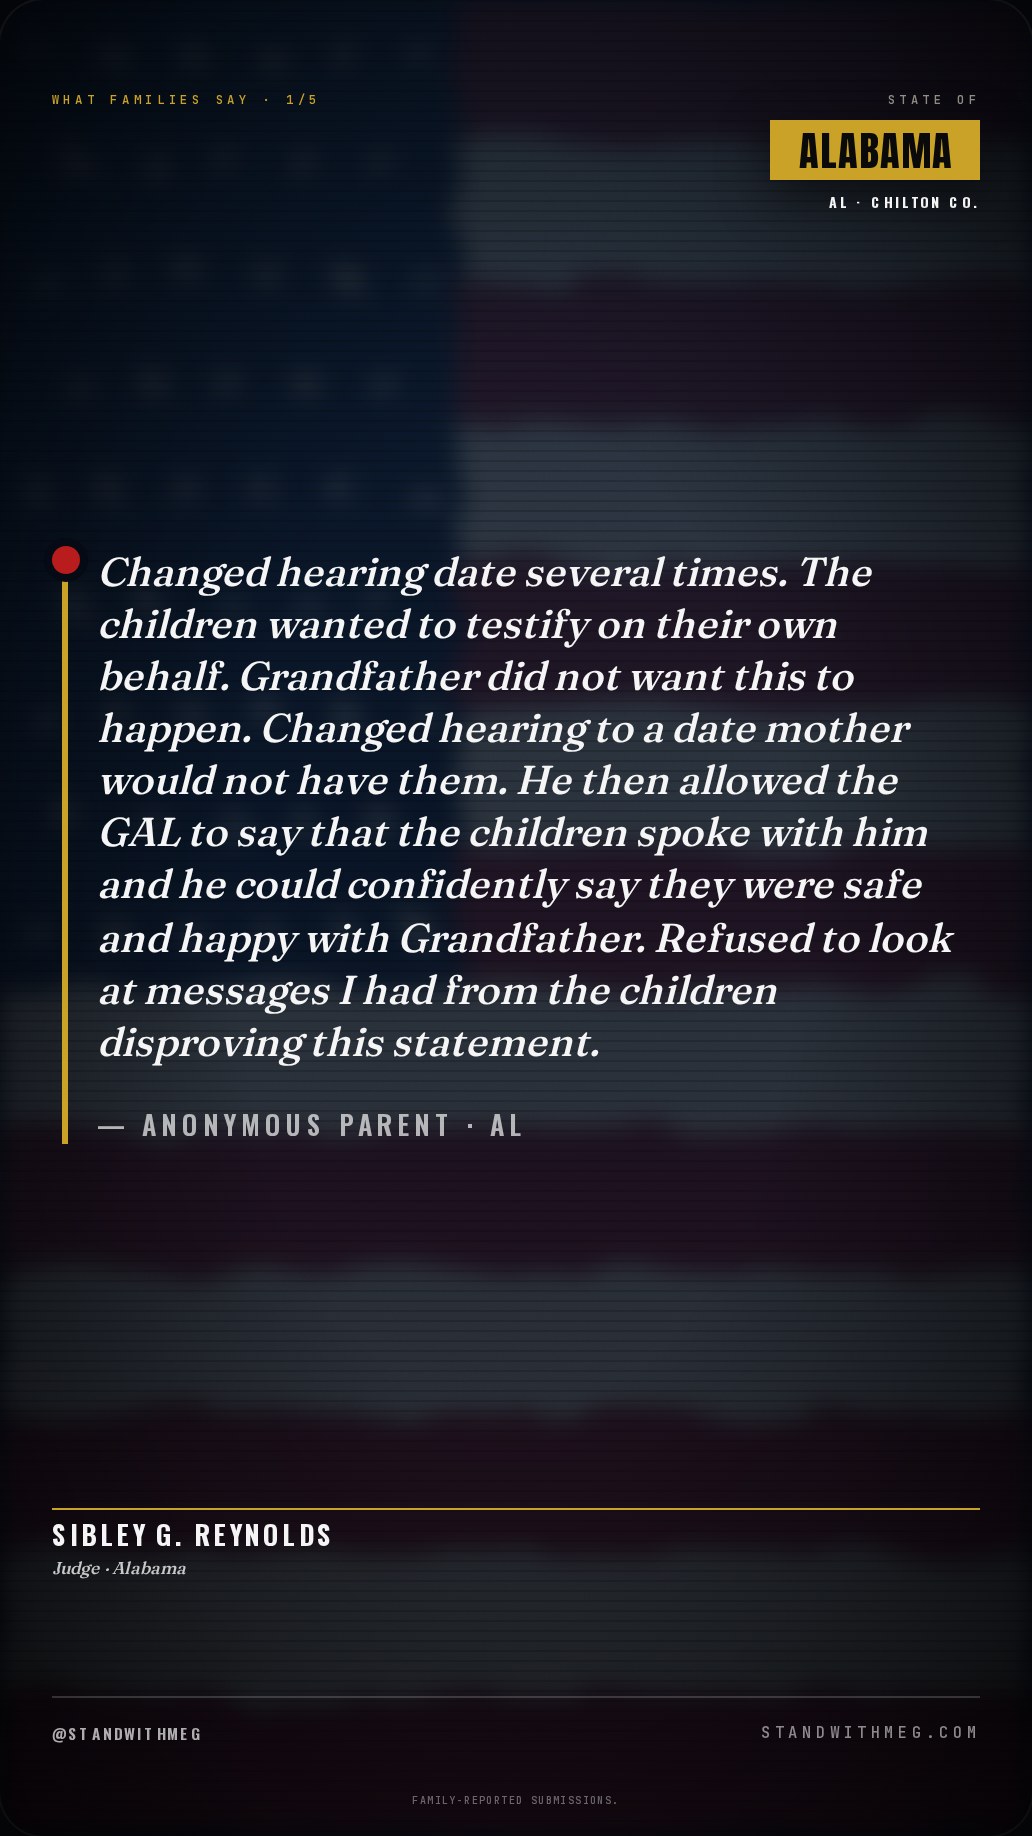 WHAT FAMILIES SAY · 1/5
STATE OF
ALABAMA
AL · CHILTON CO.
Changed hearing date several times. The
children wanted to testify on their own
behalf. Grandfather did not want this to
happen. Changed hearing to a date mother
would not have them. He then allowed the
GAL to say that the children spoke with him
and he could confidently say they were safe
and happy with Grandfather. Refused to look
at messages I had from the children
disproving this statement.
— ANONYMOUS PARENT · AL
SIBLEY G. REYNOLDS
Judge · Alabama
@STANDWITHMEG
STANDWITHMEG.COM
FAMILY-REPORTED SUBMISSIONS.